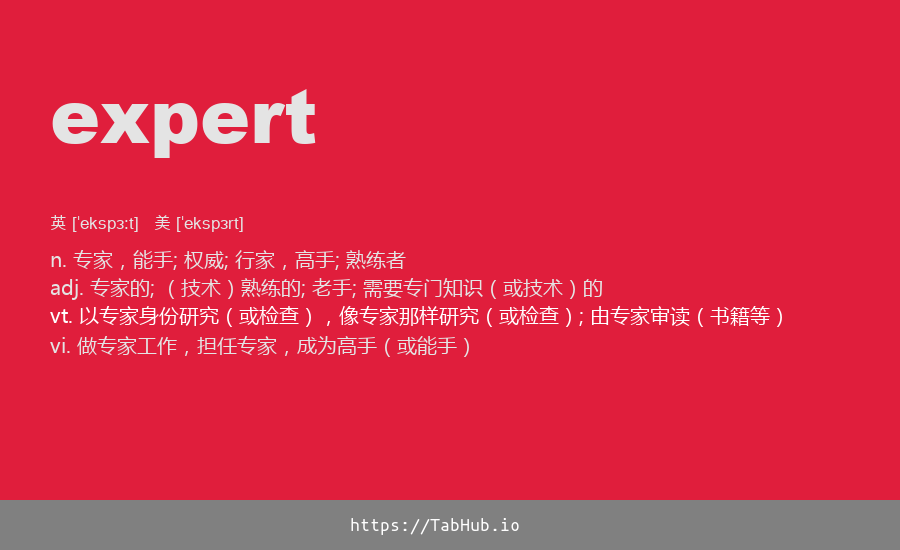 expert
英 [ˈekspɜːt] 美 [ˈekspɜrt]
n. 专家，能手; 权威; 行家，高手; 熟练者
adj. 专家的; （技术）熟练的; 老手; 需要专门知识（或技术）的
vt. 以专家身份研究（或检查），像专家那样研究（或检查）; 由专家审读（书籍等）
vi. 做专家工作，担任专家，成为高手（或能手）
https://TabHub.io